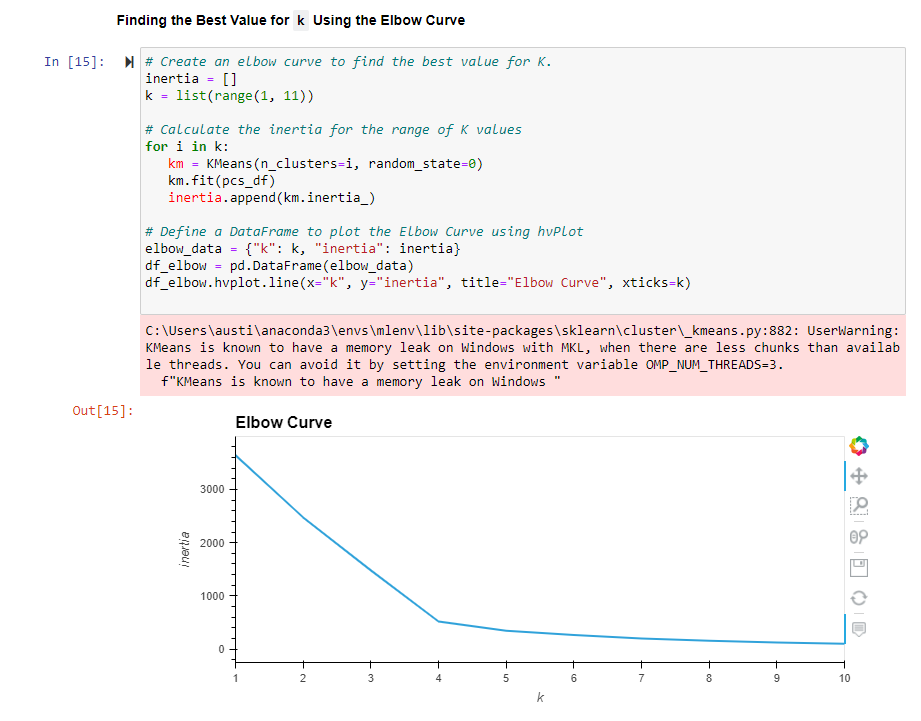 Finding the Best Value for k Using the Elbow Curve
In [15]:
# Create an elbow curve to find the best value for K.
inertia = []
k = list(range(1, 11))
# Calculate the inertia for the range of K values
for i in k:
   km = KMeans(n_clusters=i, random_state=0)
   km.fit(pcs_df)
   inertia.append(km.inertia_)
# Define a DataFrame to plot the Elbow Curve using hvPlot
elbow_data = {"k": k, "inertia": inertia}
df_elbow = pd.DataFrame(elbow_data)
df_elbow.hvplot.line(x="k", y="inertia", title="Elbow Curve", xticks=k)
C:\Users\austi\anaconda3\envs\mlenv\lib\site-packages\sklearn\cluster\_kmeans.py:882: UserWarning:
KMeans is known to have a memory leak on Windows with MKL, when there are less chunks than availab
le threads. You can avoid it by setting the environment variable OMP_NUM_THREADS=3.
  f"KMeans is known to have a memory leak on Windows "
Out[15]:
Elbow Curve
3000
2000
1000
0
inertia
1 2 3 4 5 6 7 8 9 10
k